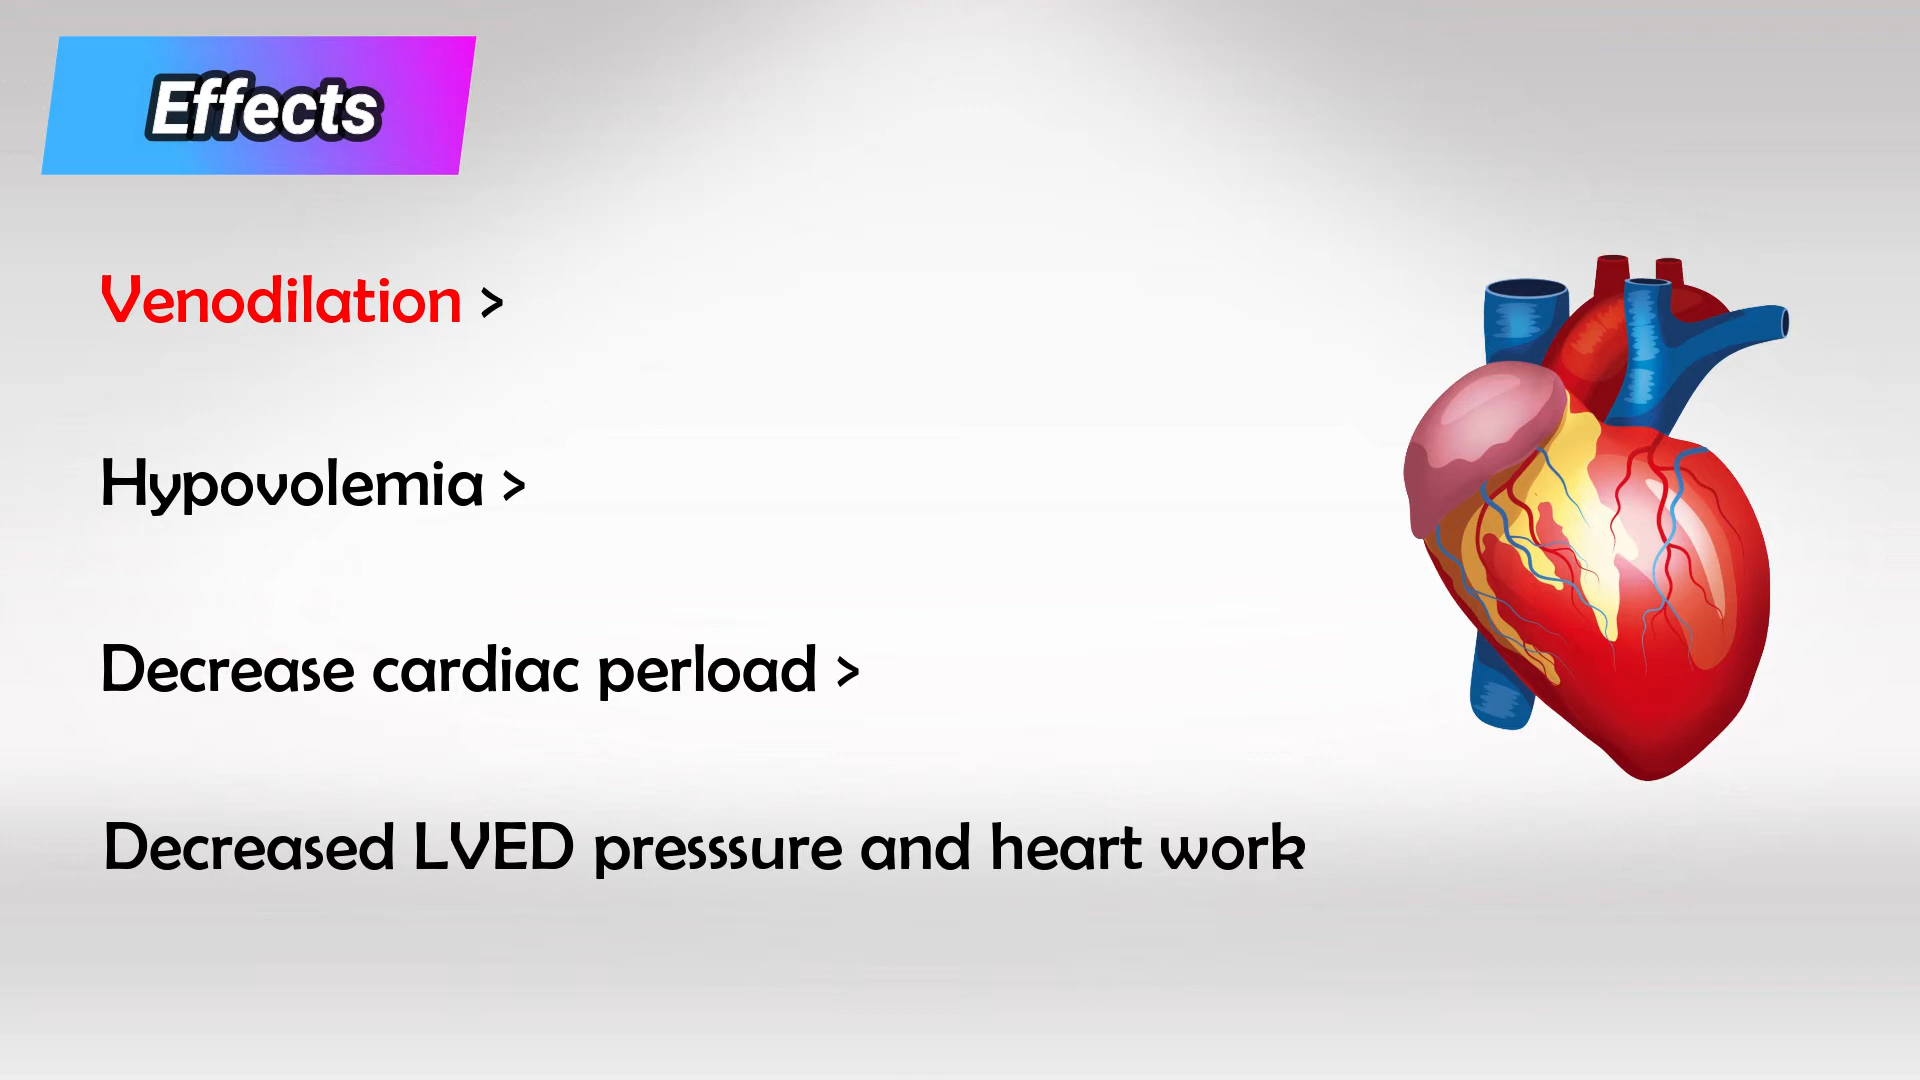 Effects
Venodilation >
Hypovolemia >
Decrease cardiac perload >
Decreased LVED presssure and heart work